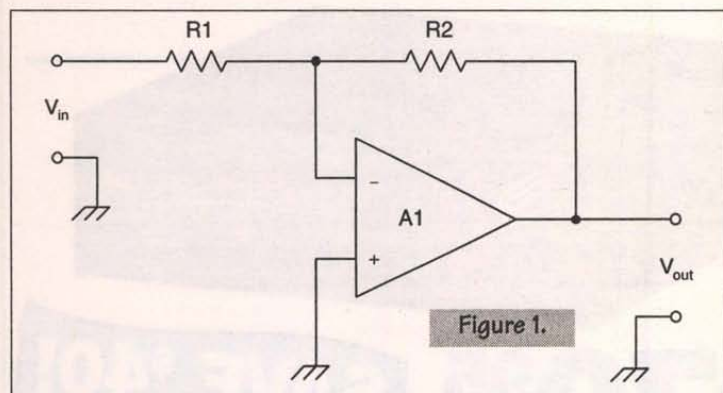 R1
R2
V_in
−
A1
+
V_out
Figure 1.